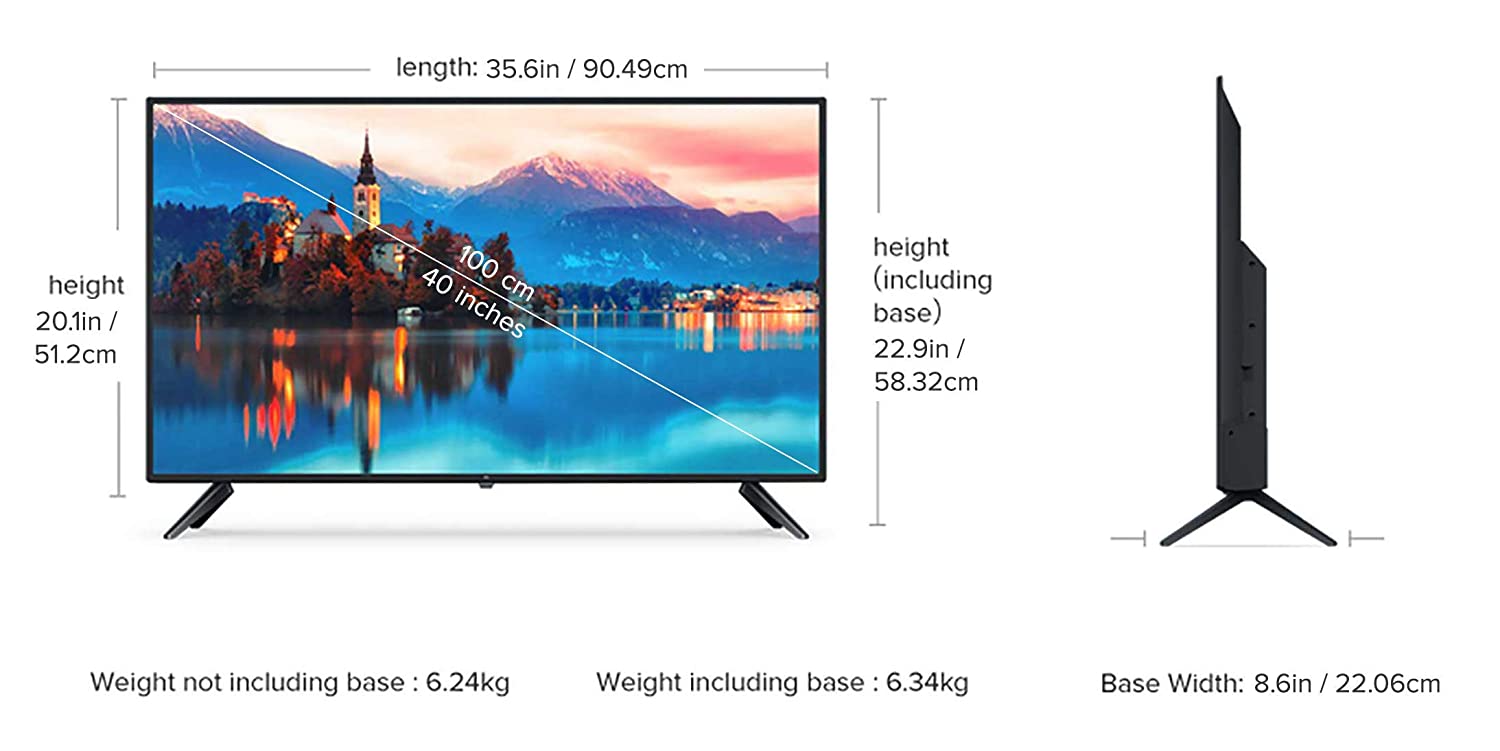 length: 35.6in / 90.49cm
height
20.1in /
51.2cm
100 cm
40 inches
height
(including
base)
22.9in /
58.32cm
Weight not including base : 6.24kg
Weight including base : 6.34kg
Base Width: 8.6in / 22.06cm